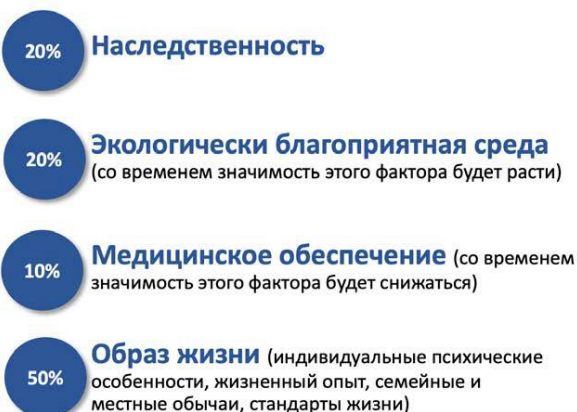 20% Наследственность
20% Экологически благоприятная среда
(со временем значимость этого фактора будет расти)
10% Медицинское обеспечение (со временем
значимость этого фактора будет снижаться)
50% Образ жизни (индивидуальные психические
особенности, жизненный опыт, семейные и
местные обычаи, стандарты жизни)